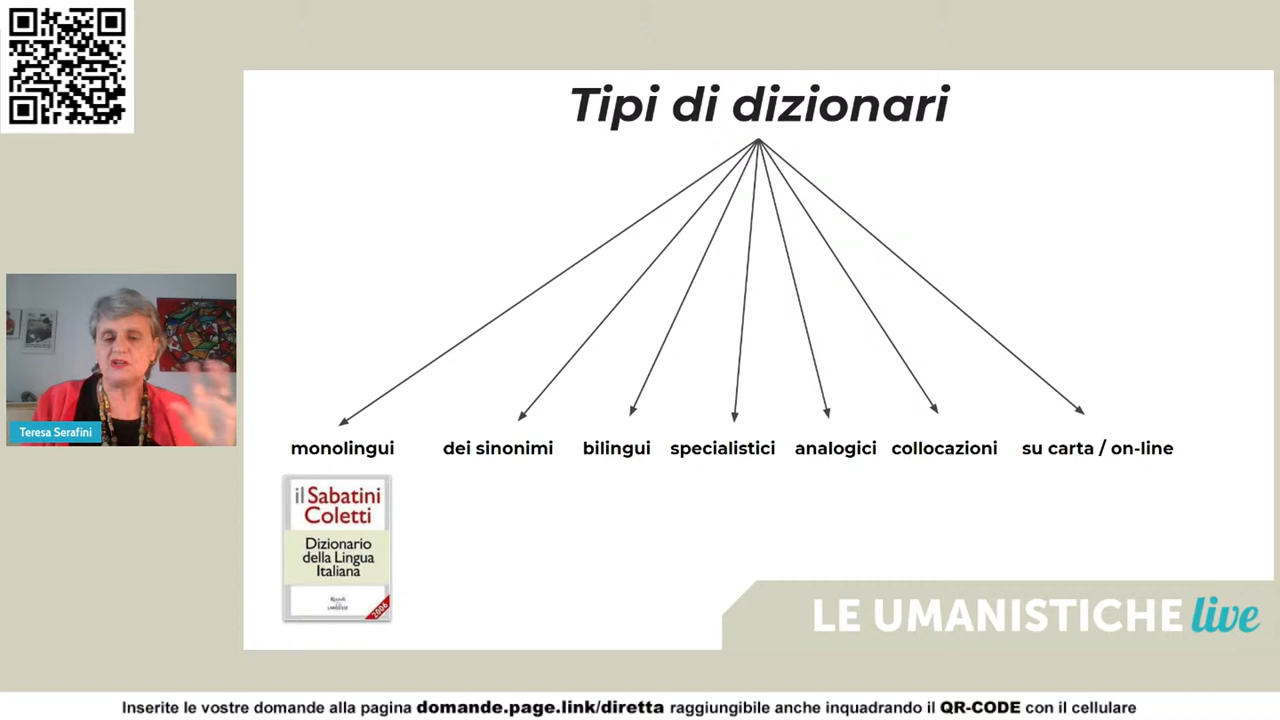 Tipi di dizionari
monolingui
dei sinonimi
bilingui
specialistici
analogici
collocazioni
su carta / on-line
il Sabatini
Coletti
Dizionario
della Lingua
Italiana
LAROUSSE
2006
Teresa Serafini
LE UMANISTICHE live
Inserite le vostre domande alla pagina domande.page.link/diretta raggiungibile anche inquadrando il QR-CODE con il cellulare